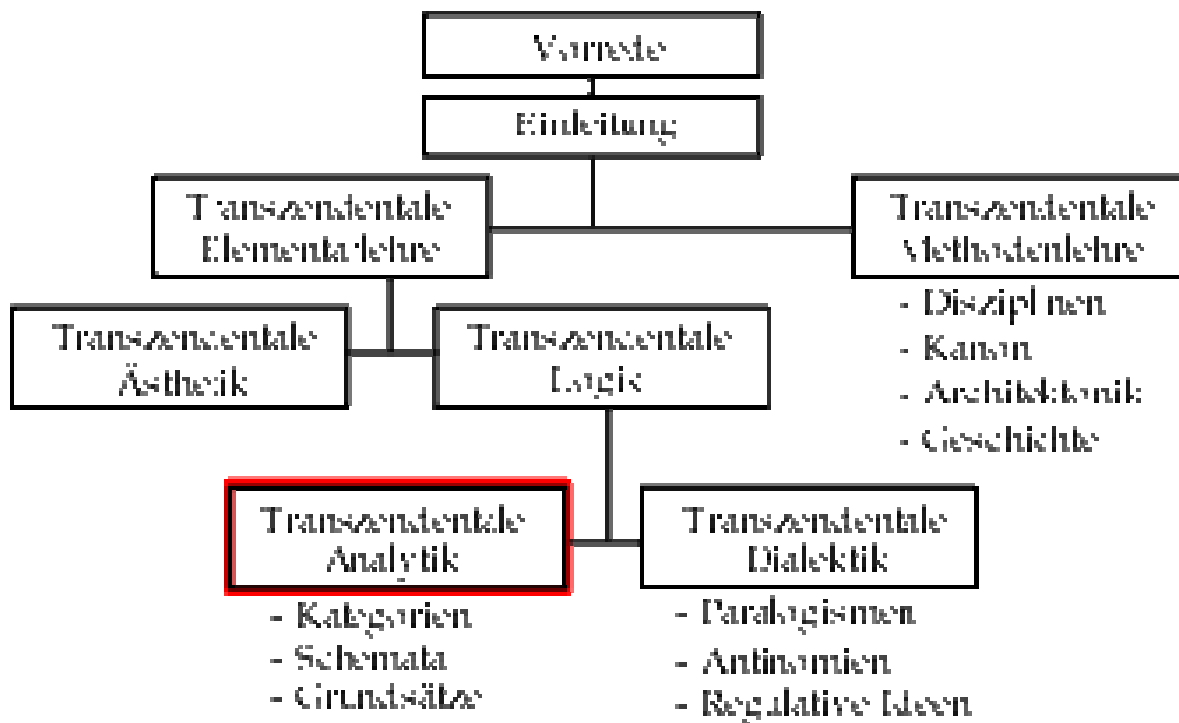 Vorrede
Einleitung
Transzendentale
Elementarlehre
Transzendentale
Methodenlehre
- Disziplinen
- Kanon
- Architektonik
- Geschichte
Transzendentale
Ästhetik
Transzendentale
Logik
Transzendentale
Analytik
- Kategorien
- Schemata
- Grundsätze
Transzendentale
Dialektik
- Paralogismen
- Antinomien
- Regulative Ideen